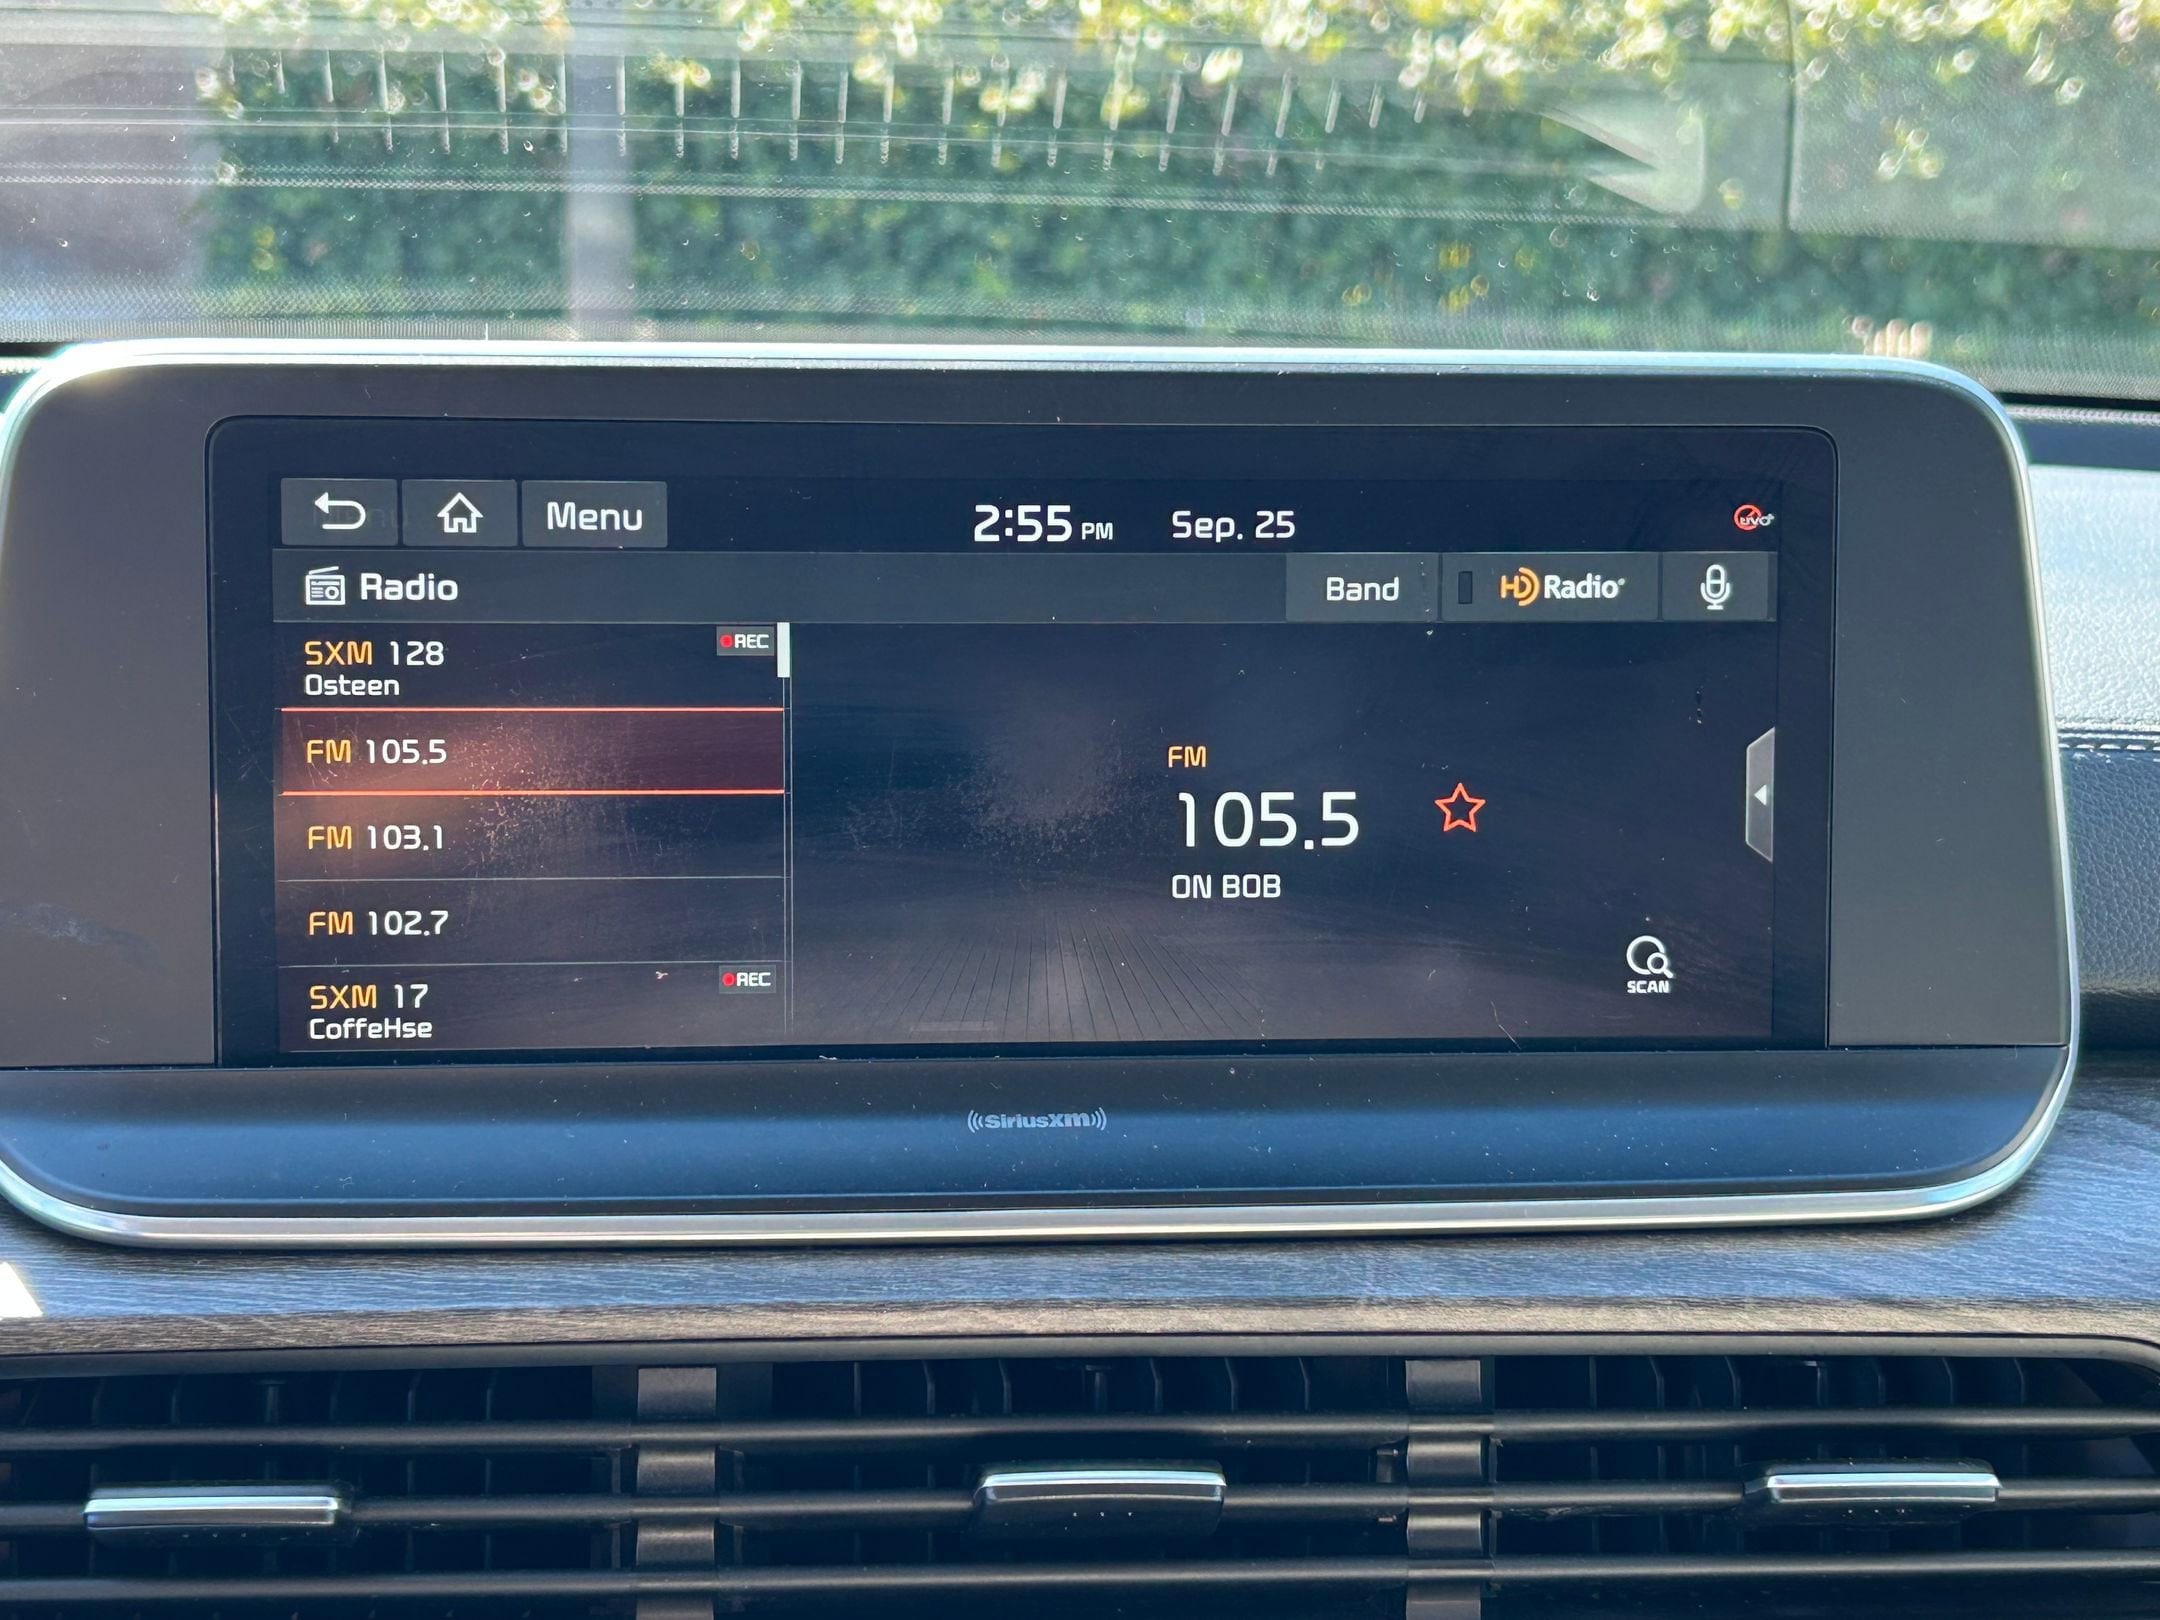 Menu
2:55 PM Sep. 25
UVO
Radio
Band
HD Radio
SXM 128
Osteen
REC
FM 105.5
FM 103.1
FM 102.7
SXM 17
CoffeHse
REC
FM
105.5
ON BOB
SCAN
SiriusXM